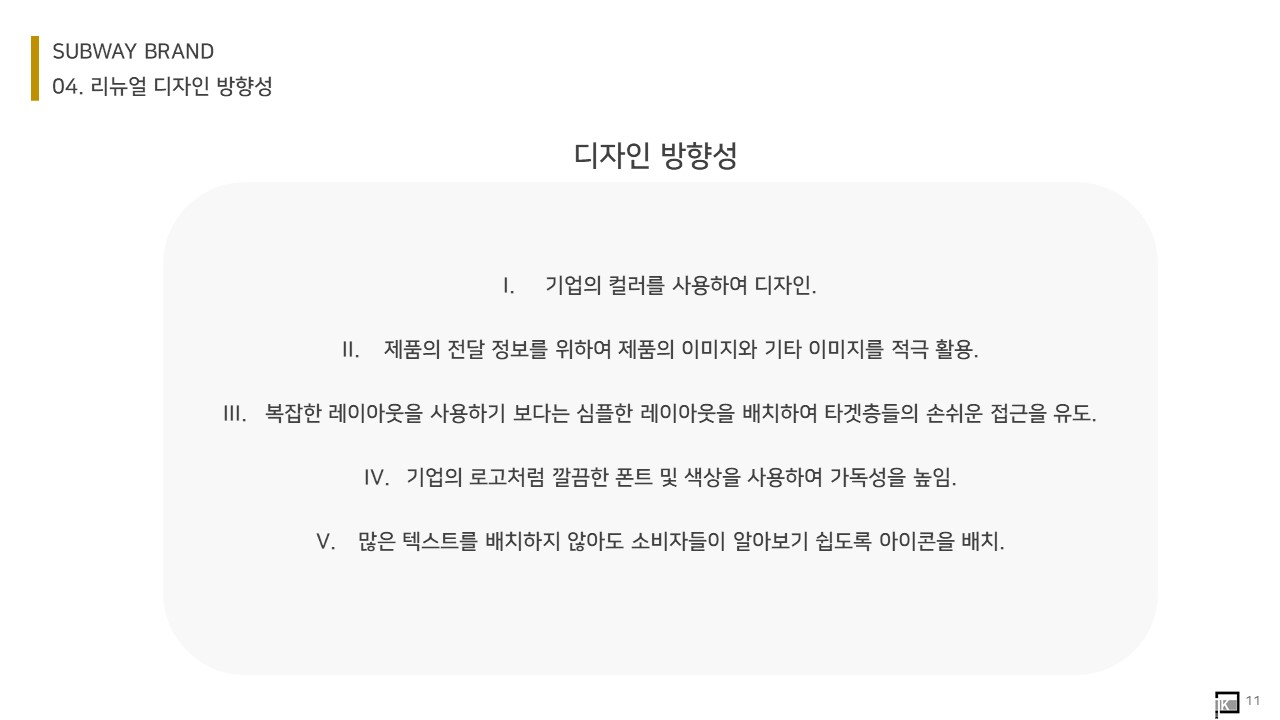 SUBWAY BRAND
04. 리뉴얼 디자인 방향성
디자인 방향성
I. 기업의 컬러를 사용하여 디자인.
II. 제품의 전달 정보를 위하여 제품의 이미지와 기타 이미지를 적극 활용.
III. 복잡한 레이아웃을 사용하기 보다는 심플한 레이아웃을 배치하여 타겟층들의 손쉬운 접근을 유도.
IV. 기업의 로고처럼 깔끔한 폰트 및 색상을 사용하여 가독성을 높임.
V. 많은 텍스트를 배치하지 않아도 소비자들이 알아보기 쉽도록 아이콘을 배치.
11